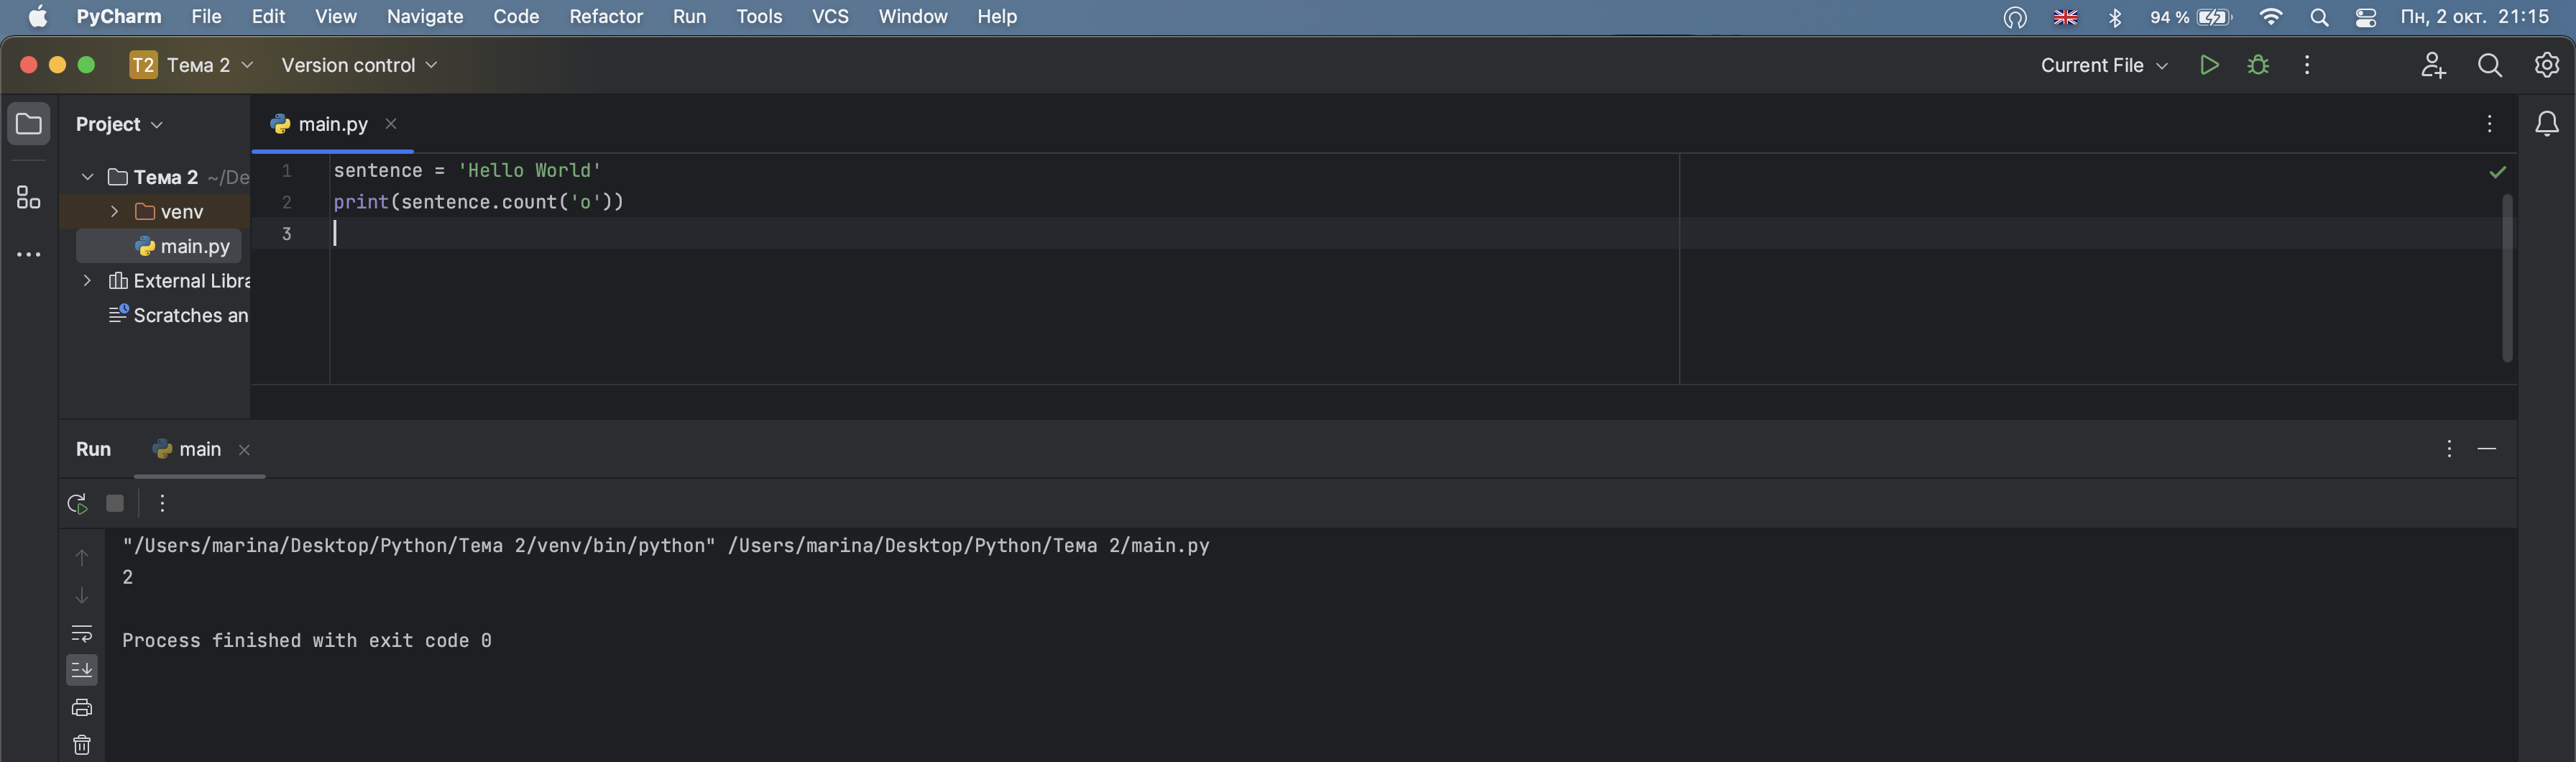 PyCharm File Edit View Navigate Code Refactor Run Tools VCS Window Help 94 % Пн, 2 окт. 21:15
T2 Тема 2 Version control Current File
Project
main.py
Тема 2 ~/De
venv
main.py
External Libra
Scratches an
1 sentence = 'Hello World'
2 print(sentence.count('o'))
3
Run main
"/Users/marina/Desktop/Python/Тема 2/venv/bin/python" /Users/marina/Desktop/Python/Тема 2/main.py
2
Process finished with exit code 0